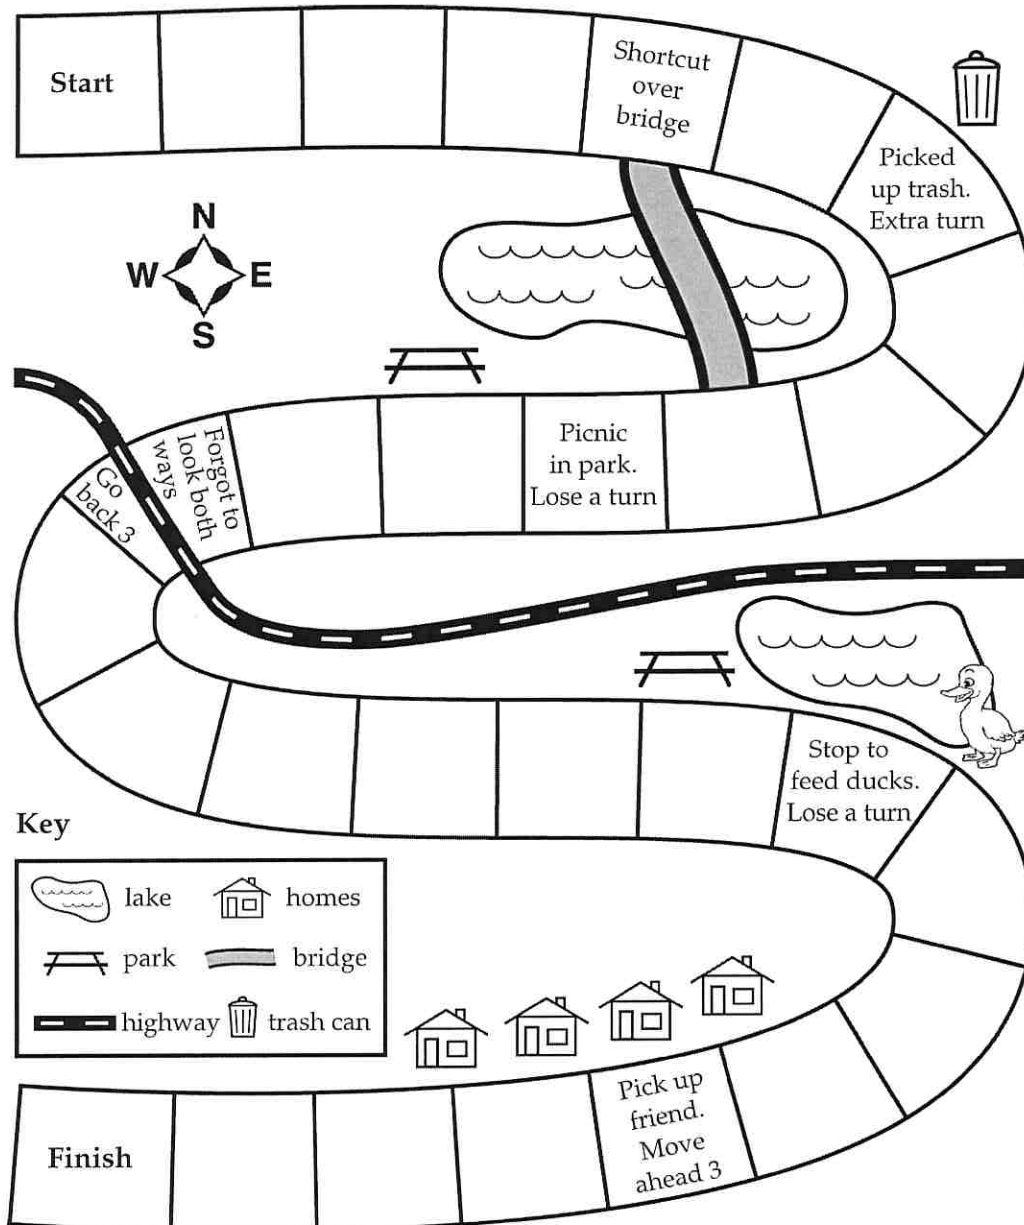 Start
Shortcut
over
bridge
Picked
up trash.
Extra turn
N
W E
S
Picnic
in park.
Lose a turn
Forgot to
look both
ways
Go
back 3
Stop to
feed ducks.
Lose a turn
Key
lake homes
park bridge
highway trash can
Pick up
friend.
Move
ahead 3
Finish